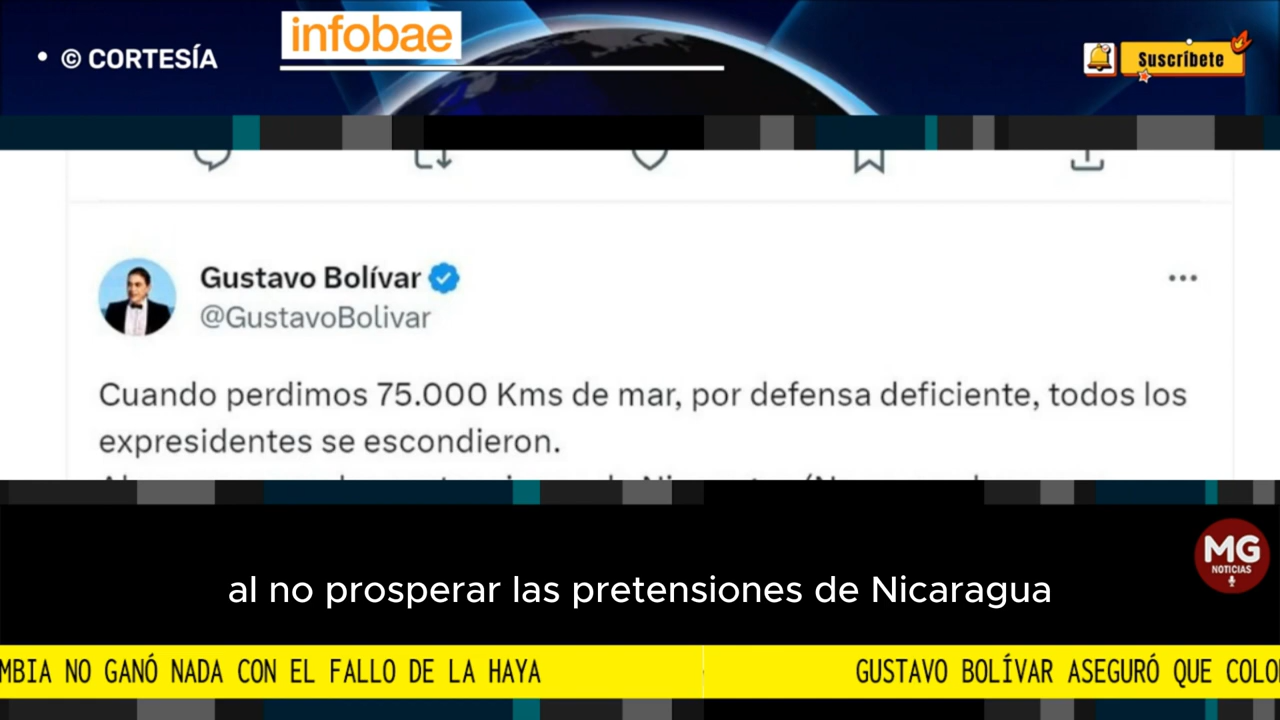 infobae
• © CORTESÍA
Suscríbete
Gustavo Bolívar
@GustavoBolivar
Cuando perdimos 75.000 Kms de mar, por defensa deficiente, todos los
expresidentes se escondieron.
al no prosperar las pretensiones de Nicaragua
MG
NOTICIAS
MBIA NO GANÓ NADA CON EL FALLO DE LA HAYA
GUSTAVO BOLÍVAR ASEGURÓ QUE COLO